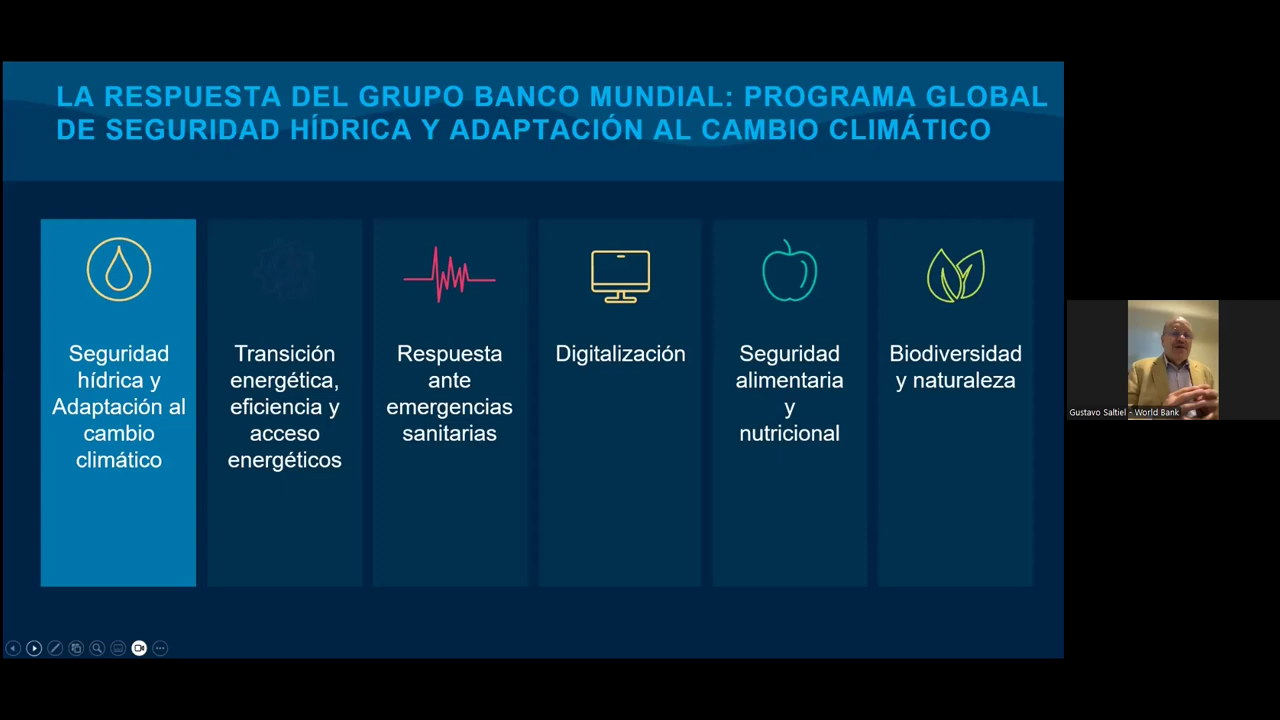 LA RESPUESTA DEL GRUPO BANCO MUNDIAL: PROGRAMA GLOBAL
DE SEGURIDAD HÍDRICA Y ADAPTACIÓN AL CAMBIO CLIMÁTICO
Seguridad
hídrica y
Adaptación al
cambio
climático
Transición
energética,
eficiencia y
acceso
energéticos
Respuesta
ante
emergencias
sanitarias
Digitalización
Seguridad
alimentaria
y
nutricional
Biodiversidad
y naturaleza
Gustavo Saltiel - World Bank